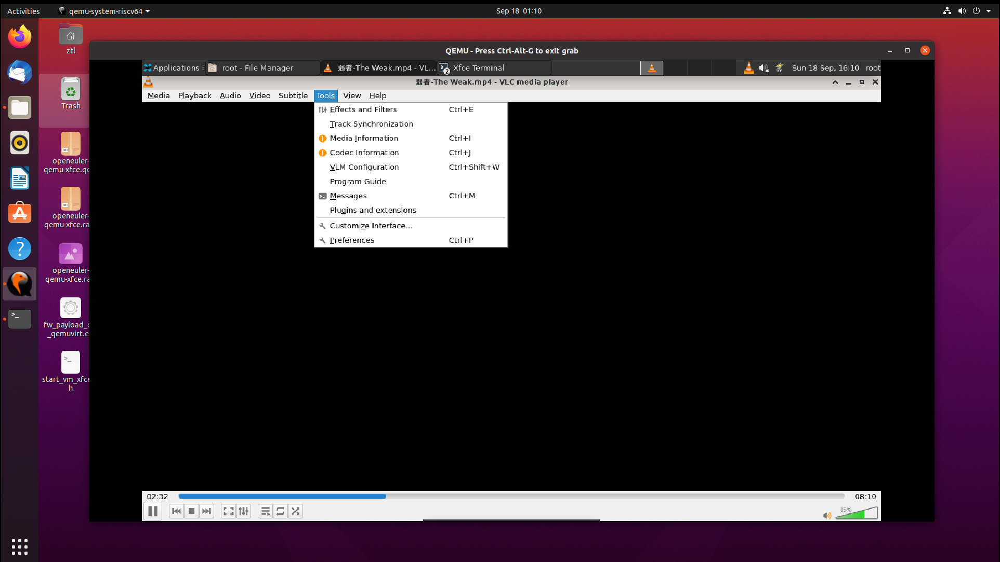 Activities
qemu-system-riscv64
Sep 18 01:10
ztl
Trash
openeuler-
qemu-xfce.qc
openeuler-
qemu-xfce.ra
openeuler-
qemu-xfce.ra
fw_payload_o
_qemuvirt.e
start_vm_xfce
h
QEMU - Press Ctrl-Alt-G to exit grab
Applications
root - File Manager
弱者-The Weak.mp4 - VL...
2
Xfce Terminal
Sun 18 Sep, 16:10
root
弱者-The Weak.mp4 - VLC media player
Media
Playback
Audio
Video
Subtitle
Tools
View
Help
Effects and Filters Ctrl+E
Track Synchronization
Media Information Ctrl+I
Codec Information Ctrl+J
VLM Configuration Ctrl+Shift+W
Program Guide
Messages Ctrl+M
Plugins and extensions
Customize Interface...
Preferences Ctrl+P
02:32
08:10
85%